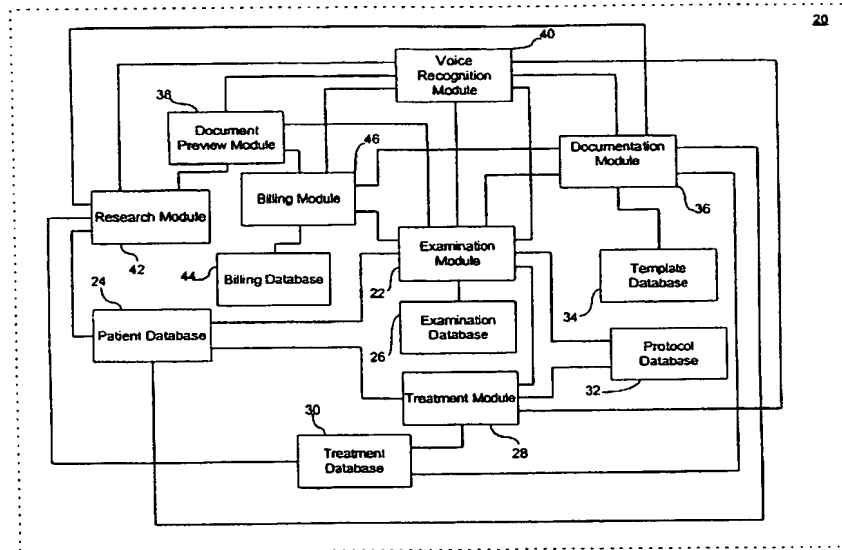 20
40
Voice
Recognition
Module
38
Document
Preview Module
46
Billing Module
Documentation
Module
36
Research Module
42
Examination
Module
22
44
Billing Database
24
Patient Database
Template
Database
34
26
Examination
Database
Protocol
Database
32
Treatment Module
28
30
Treatment
Database